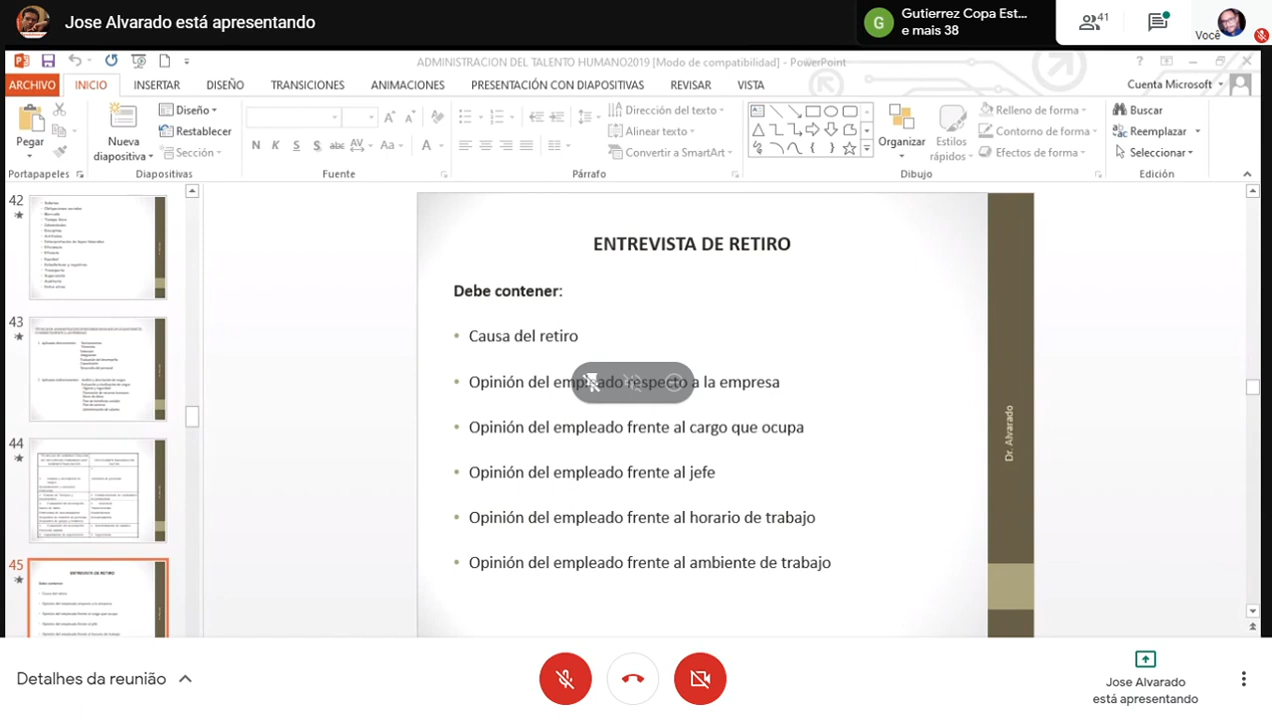 Jose Alvarado está apresentando
G
Gutierrez Copa Est...
e mais 38
41
Você
ADMINISTRACION DEL TALENTO HUMANO2019 [Modo de compatibilidad] - PowerPoint
ARCHIVO INICIO INSERTAR DISEÑO TRANSICIONES ANIMACIONES PRESENTACIÓN CON DIAPOSITIVAS REVISAR VISTA
Cuenta Microsoft
Pegar
Nueva
diapositiva
Diseño
Restablecer
Sección
N K S S abc AV Aa A
Dirección del texto
Alinear texto
Convertir a SmartArt
Organizar
Estilos
rápidos
Relleno de forma
Contorno de forma
Efectos de forma
Buscar
Reemplazar
Seleccionar
Portapapeles Diapositivas Fuente Párrafo Dibujo Edición
42
43
44
45
ENTREVISTA DE RETIRO
Debe contener:
• Causa del retiro
• Opinión del empleado respecto a la empresa
• Opinión del empleado frente al cargo que ocupa
• Opinión del empleado frente al jefe
• Opinión del empleado frente al horario de trabajo
• Opinión del empleado frente al ambiente de trabajo
Dr. Alvarado
Detalhes da reunião
Jose Alvarado
está apresentando